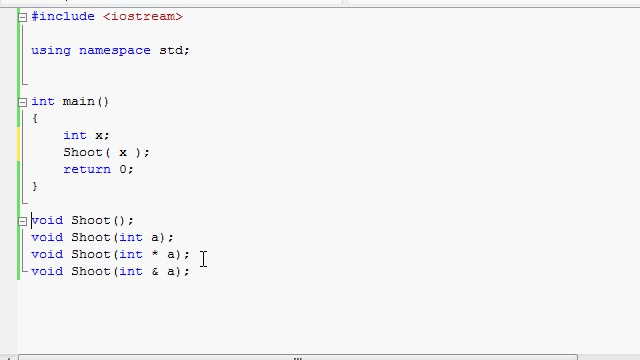 #include <iostream>
using namespace std;
int main()
{
int x;
Shoot( x );
return 0;
}
void Shoot();
void Shoot(int a);
void Shoot(int * a);
void Shoot(int & a);